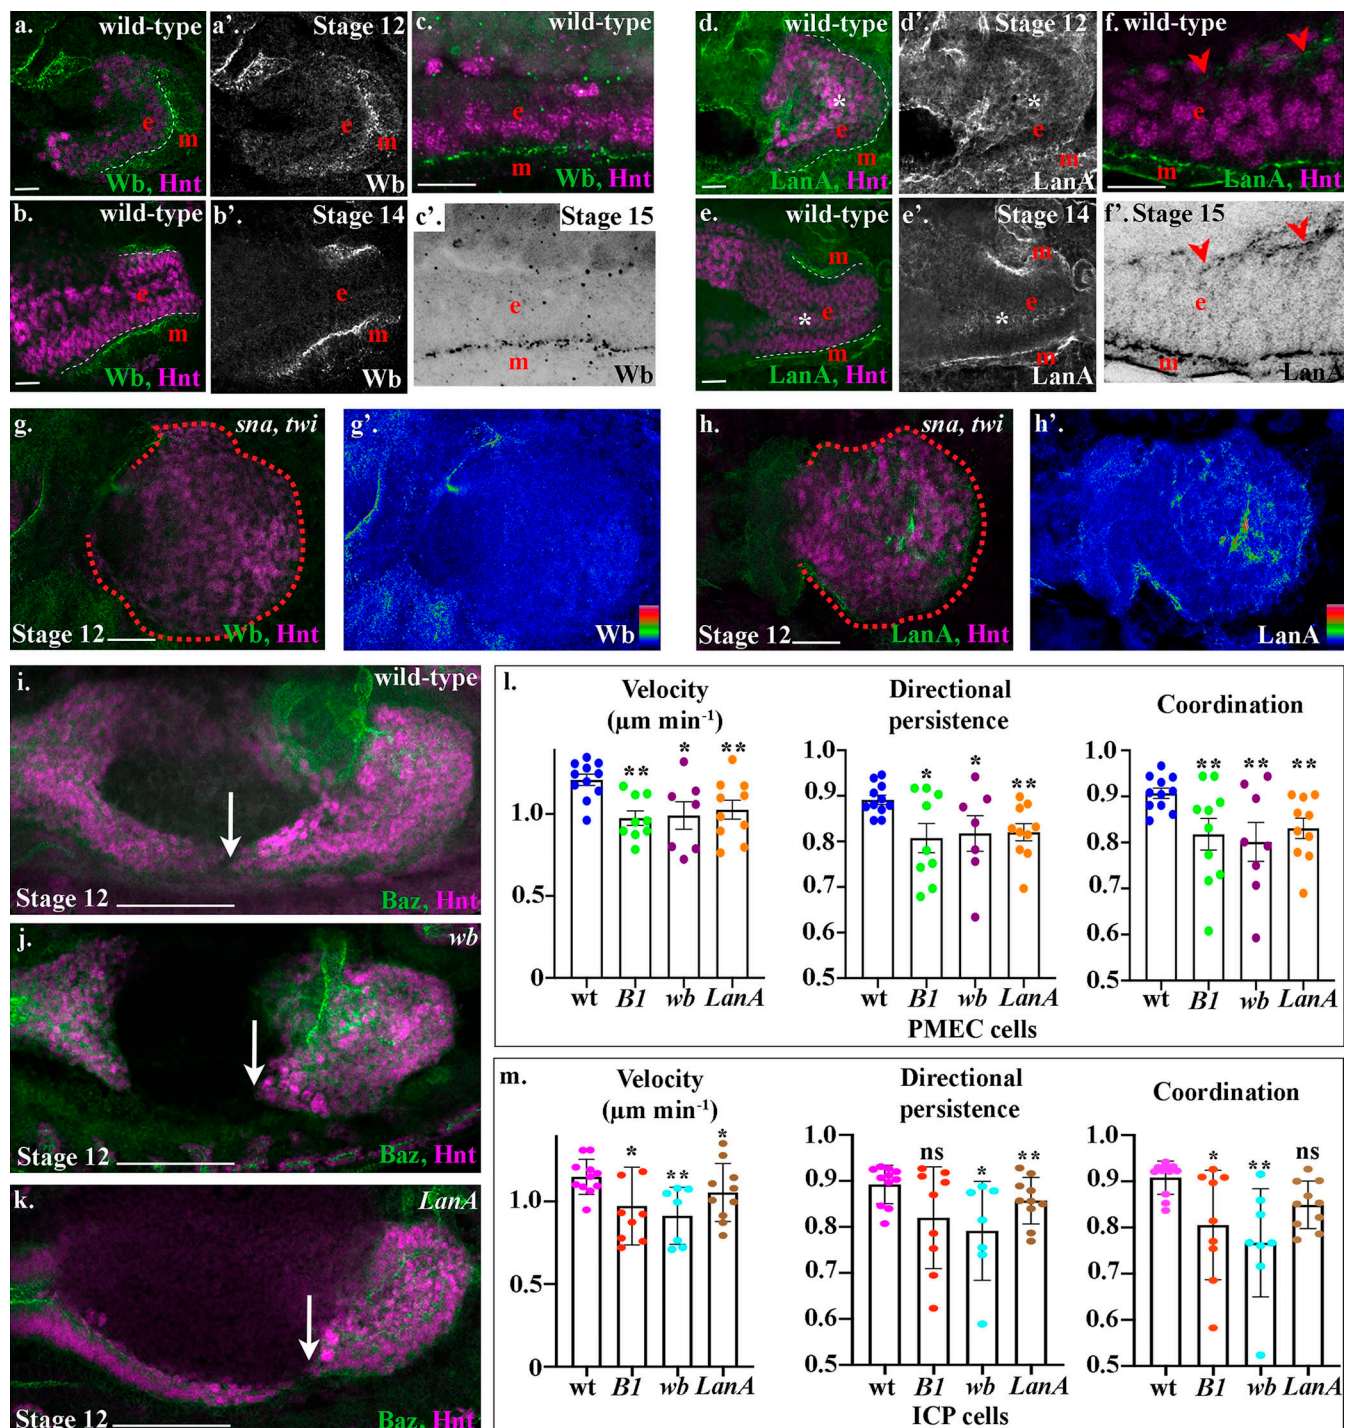 a. wild-type
a'. Stage 12
c. wild-type
d. wild-type
d'. Stage 12
f. wild-type
e
m
e
m
e
m
*
e
m
*
e
m
e
m
Wb, Hnt
Wb
Wb, Hnt
LanA, Hnt
LanA
LanA, Hnt
b. wild-type
b'. Stage 14
c'. Stage 15
e. wild-type
e'. Stage 14
f'. Stage 15
e
m
e
m
e
m
m
*
e
m
m
*
e
m
e
m
Wb, Hnt
Wb
Wb
LanA, Hnt
LanA
LanA
g. sna, twi
g'.
h. sna, twi
h'.
Stage 12 Wb, Hnt
Wb
Stage 12 LanA, Hnt
LanA
i. wild-type
Stage 12 Baz, Hnt
j. wb
Stage 12 Baz, Hnt
k. LanA
Stage 12 Baz, Hnt
l.
Velocity
(µm min⁻¹)
Directional
persistence
Coordination
** * **
* * **
** ** **
1.0
0.5
0
1.0
0.9
0.8
0.7
0.6
0.5
1.0
0.9
0.8
0.7
0.6
0.5
wt B1 wb LanA
wt B1 wb LanA
wt B1 wb LanA
PMEC cells
m.
Velocity
(µm min⁻¹)
Directional
persistence
Coordination
* ** *
ns * **
* ** ns
1.0
0.5
0
1.0
0.9
0.8
0.7
0.6
0.5
1.0
0.9
0.8
0.7
0.6
0.5
wt B1 wb LanA
wt B1 wb LanA
wt B1 wb LanA
ICP cells